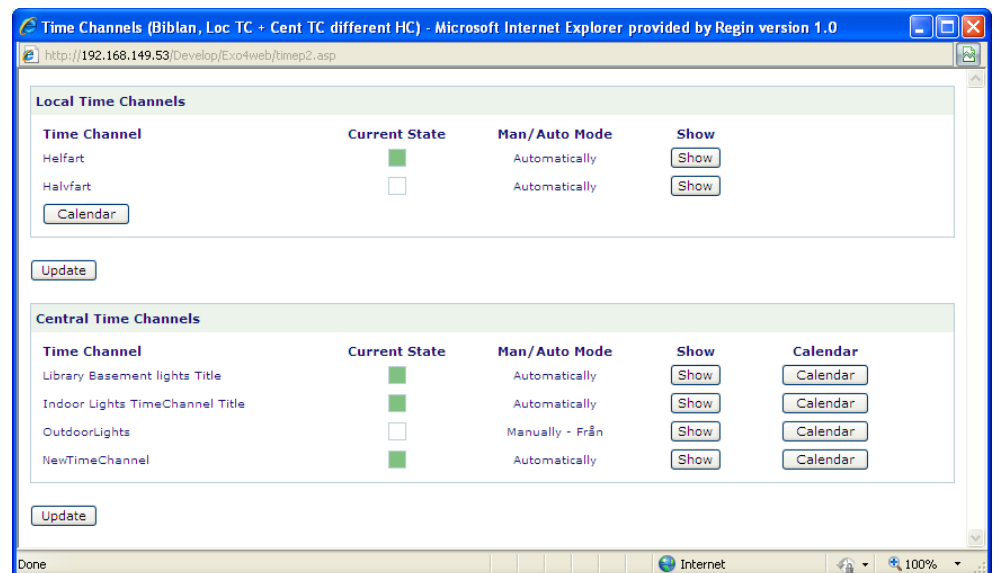 Time Channels (Biblan, Loc TC + Cent TC different HC) - Microsoft Internet Explorer provided by Regin version 1.0
http://192.168.149.53/Develop/Exo4web/timep2.asp
Local Time Channels
Time Channel Current State Man/Auto Mode Show
Helfart Automatically Show
Halvfart Automatically Show
Calendar
Update
Central Time Channels
Time Channel Current State Man/Auto Mode Show Calendar
Library Basement lights Title Automatically Show Calendar
Indoor Lights TimeChannel Title Automatically Show Calendar
OutdoorLights Manually - Från Show Calendar
NewTimeChannel Automatically Show Calendar
Update
Done Internet 100%